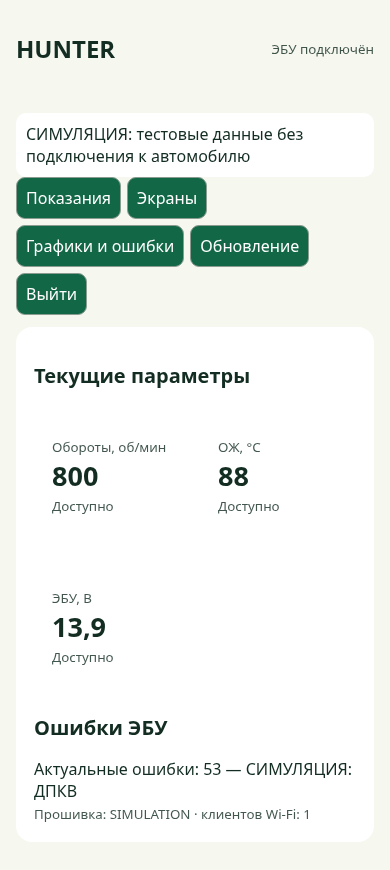 HUNTER
ЭБУ подключён
СИМУЛЯЦИЯ: тестовые данные без
подключения к автомобилю
Показания
Экраны
Графики и ошибки
Обновление
Выйти
Текущие параметры
Обороты, об/мин
ОЖ, °C
800
88
Доступно
Доступно
ЭБУ, В
13,9
Доступно
Ошибки ЭБУ
Актуальные ошибки: 53 — СИМУЛЯЦИЯ:
ДПКВ
Прошивка: SIMULATION · клиентов Wi-Fi: 1